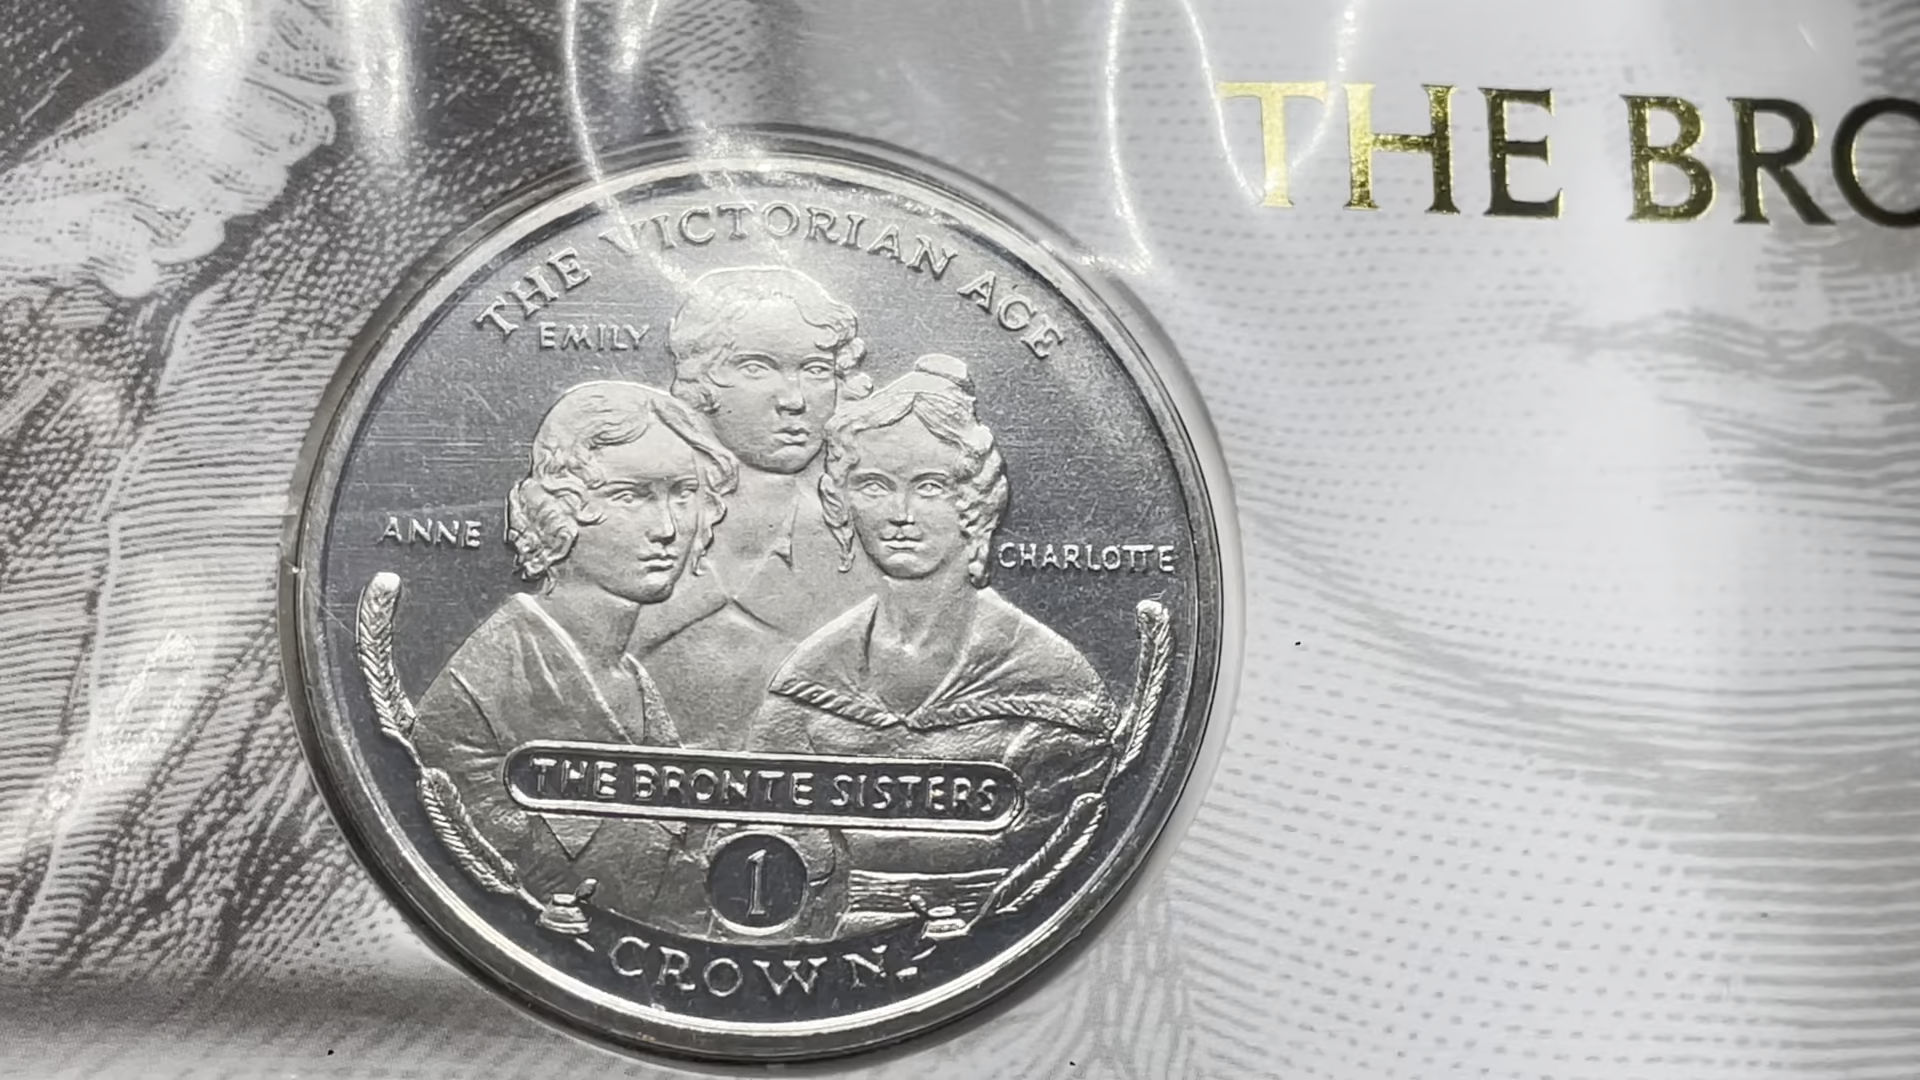 THE BRO
THE VICTORIAN AGE
EMILY
ANNE
CHARLOTTE
THE BRONTE SISTERS
1
CROWN